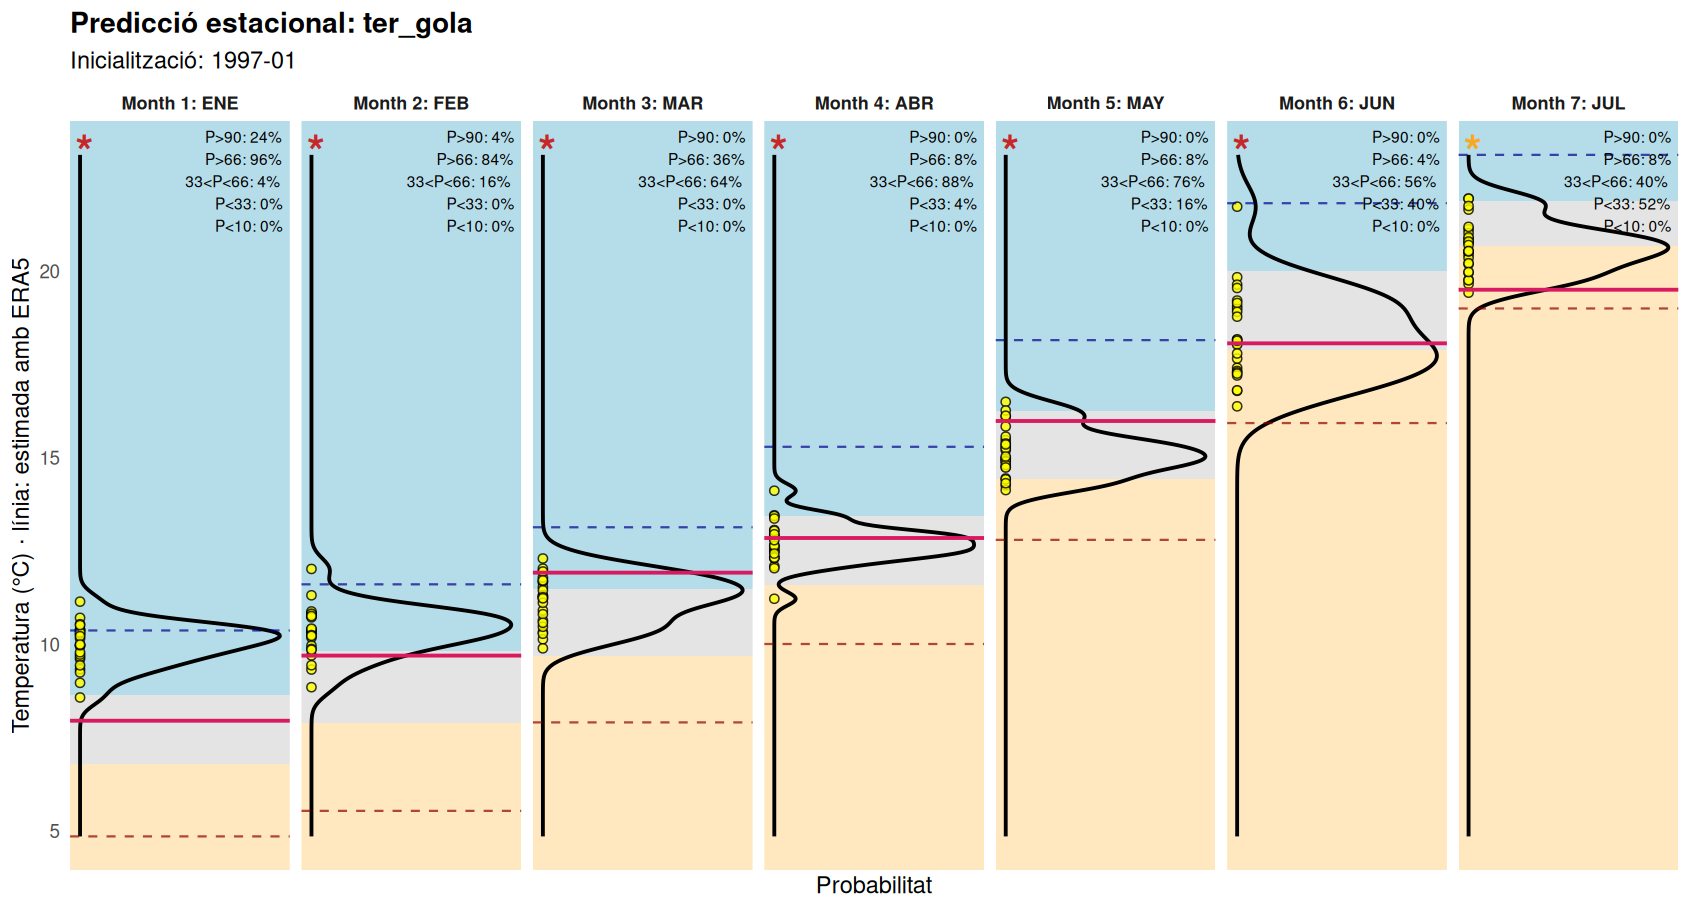 Predicció estacional: ter_gola
Inicialització: 1997-01
Month 1: ENE
Month 2: FEB
Month 3: MAR
Month 4: ABR
Month 5: MAY
Month 6: JUN
Month 7: JUL
*
P>90: 24%
P>66: 96%
33<P<66: 4%
P<33: 0%
P<10: 0%
*
P>90: 4%
P>66: 84%
33<P<66: 16%
P<33: 0%
P<10: 0%
*
P>90: 0%
P>66: 36%
33<P<66: 64%
P<33: 0%
P<10: 0%
*
P>90: 0%
P>66: 8%
33<P<66: 88%
P<33: 4%
P<10: 0%
*
P>90: 0%
P>66: 8%
33<P<66: 76%
P<33: 16%
P<10: 0%
*
P>90: 0%
P>66: 4%
33<P<66: 56%
P<33: 40%
P<10: 0%
*
P>90: 0%
P>66: 8%
33<P<66: 40%
P<33: 52%
P<10: 0%
Temperatura (°C) · línia: estimada amb ERA5
20
15
10
5
Probabilitat